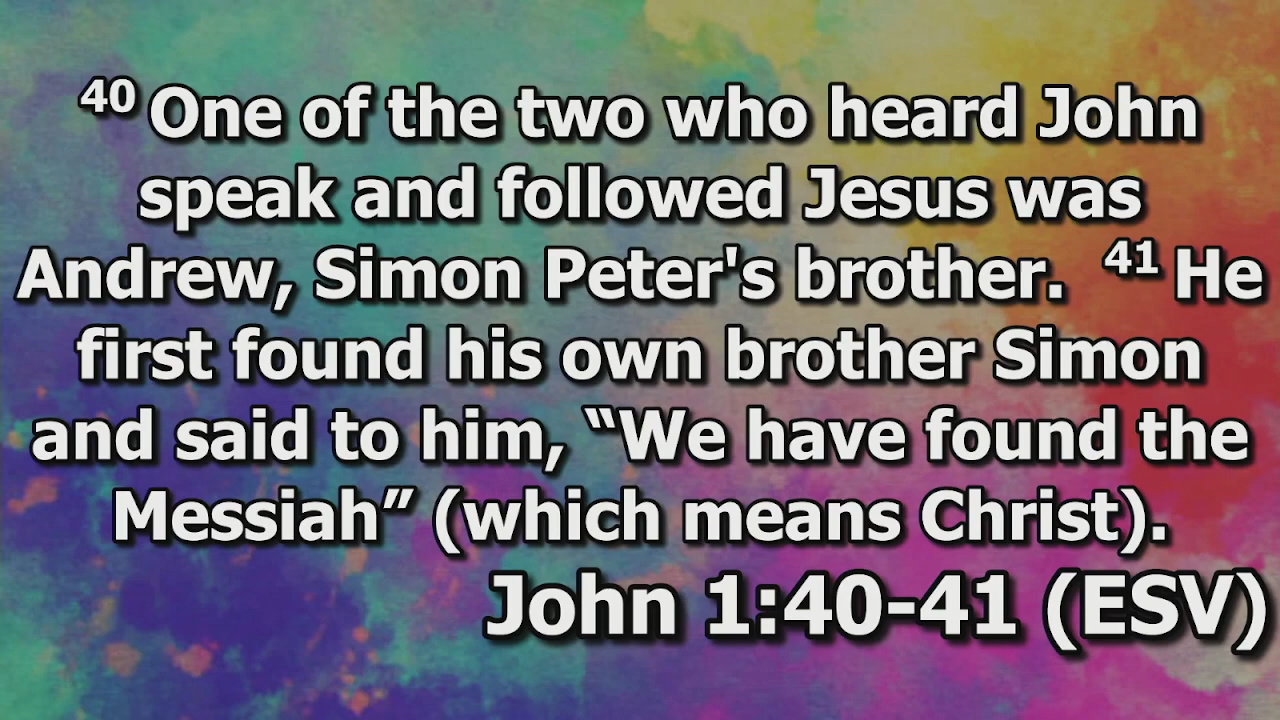 40 One of the two who heard John
speak and followed Jesus was
Andrew, Simon Peter's brother. 41 He
first found his own brother Simon
and said to him, “We have found the
Messiah” (which means Christ).
John 1:40-41 (ESV)